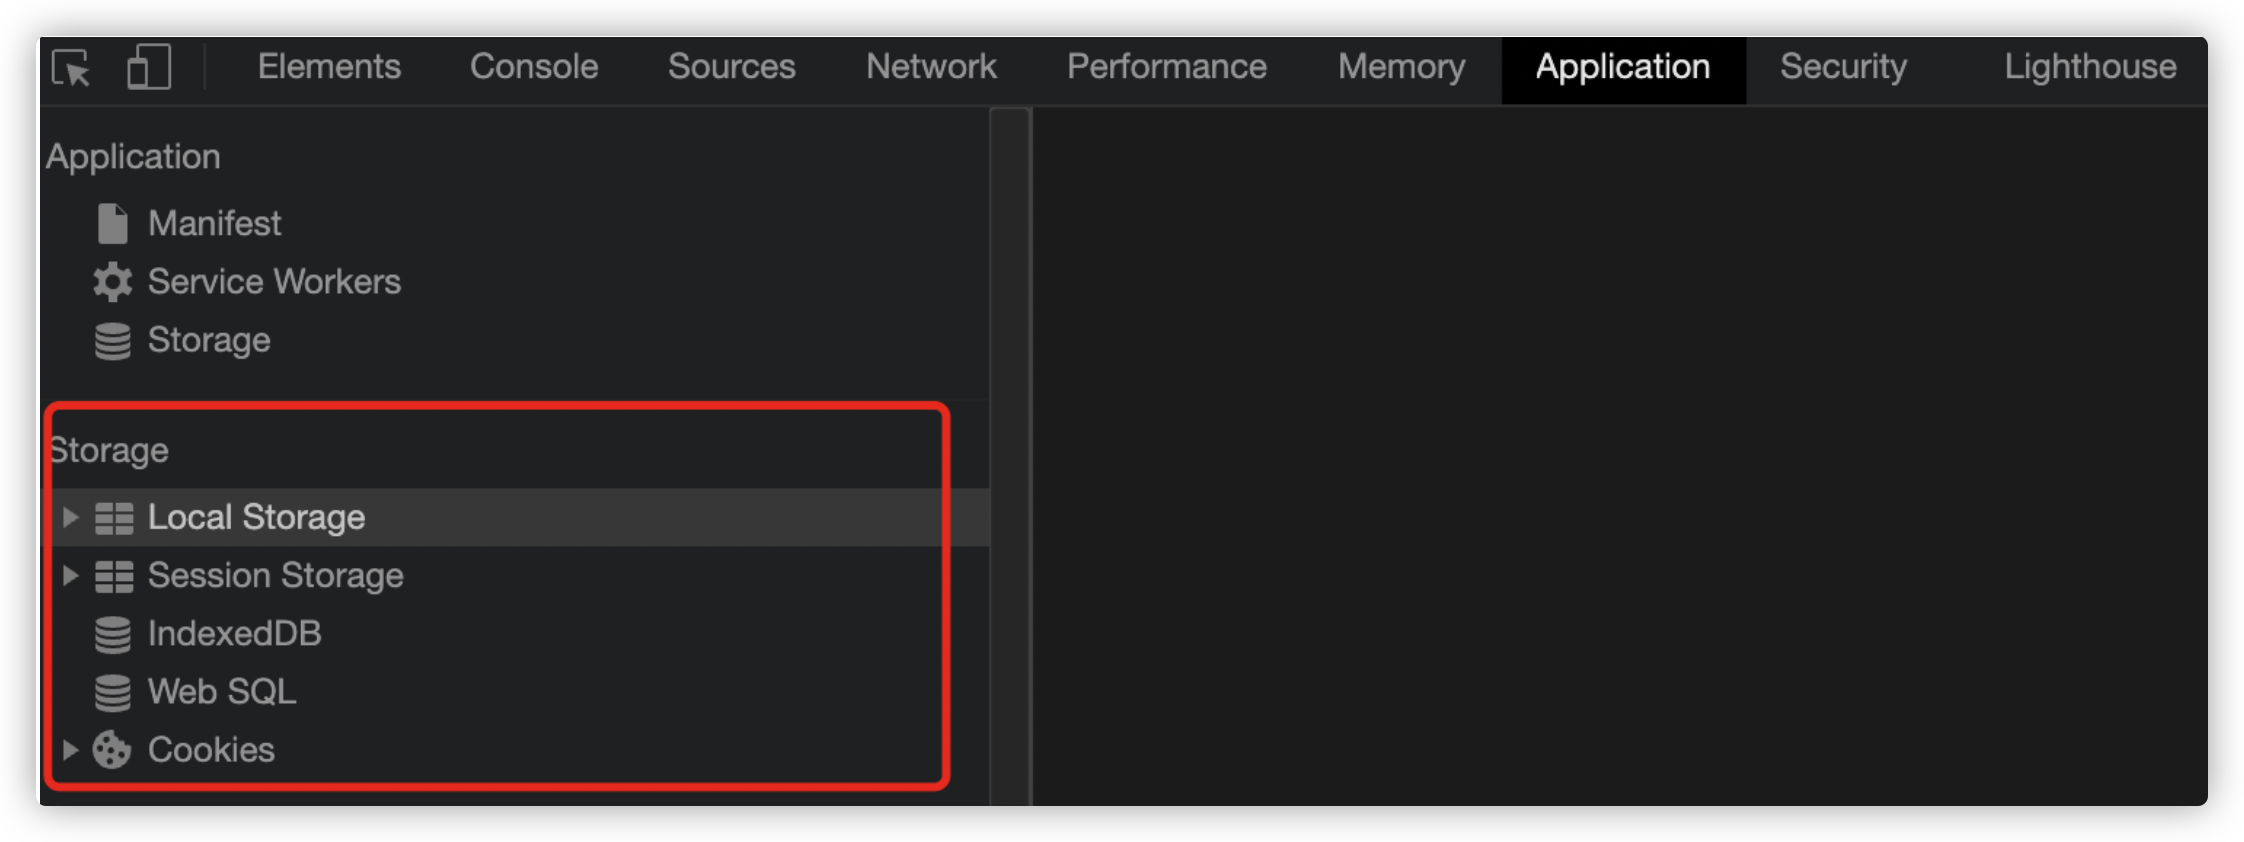 Elements Console Sources Network Performance Memory Application Security Lighthouse
Application
Manifest
Service Workers
Storage
Storage
Local Storage
Session Storage
IndexedDB
Web SQL
Cookies